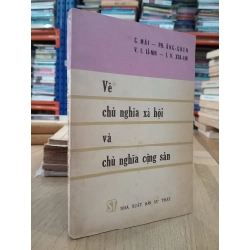 C. MÁC — PH. ĂNG-GHEN
V. I. LÊ-NIN — I. V. XTA-LIN
Về
chủ nghĩa xã hội
và
chủ nghĩa cộng sản
ST NHÀ XUẤT BẢN SỰ THẬT